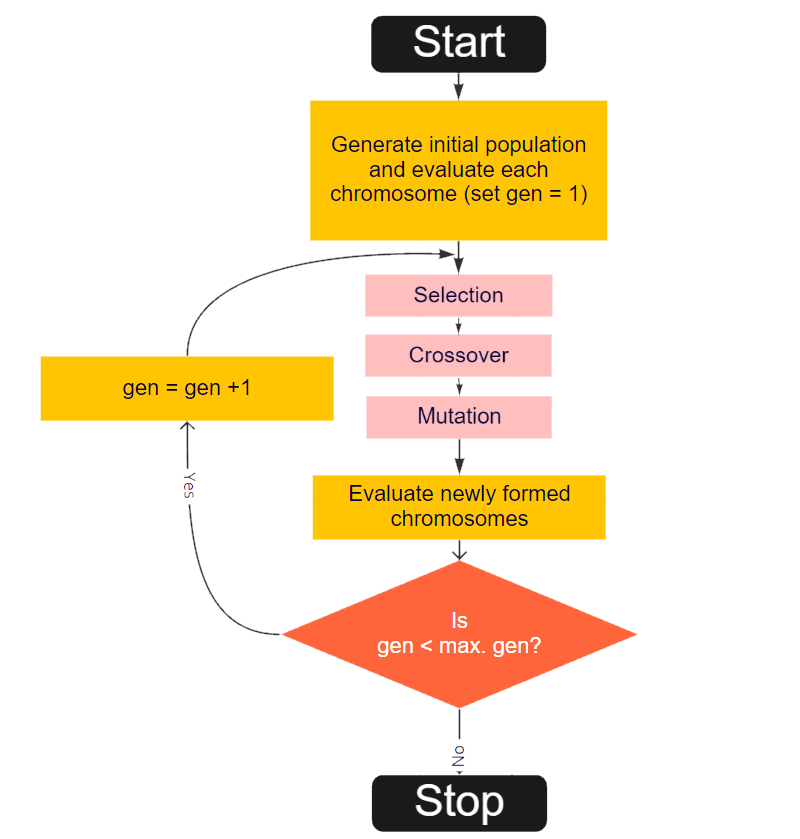 Start
Generate initial population
and evaluate each
chromosome (set gen = 1)
Selection
Crossover
gen = gen +1
Mutation
Yes
Evaluate newly formed
chromosomes
Is
gen < max. gen?
No
Stop